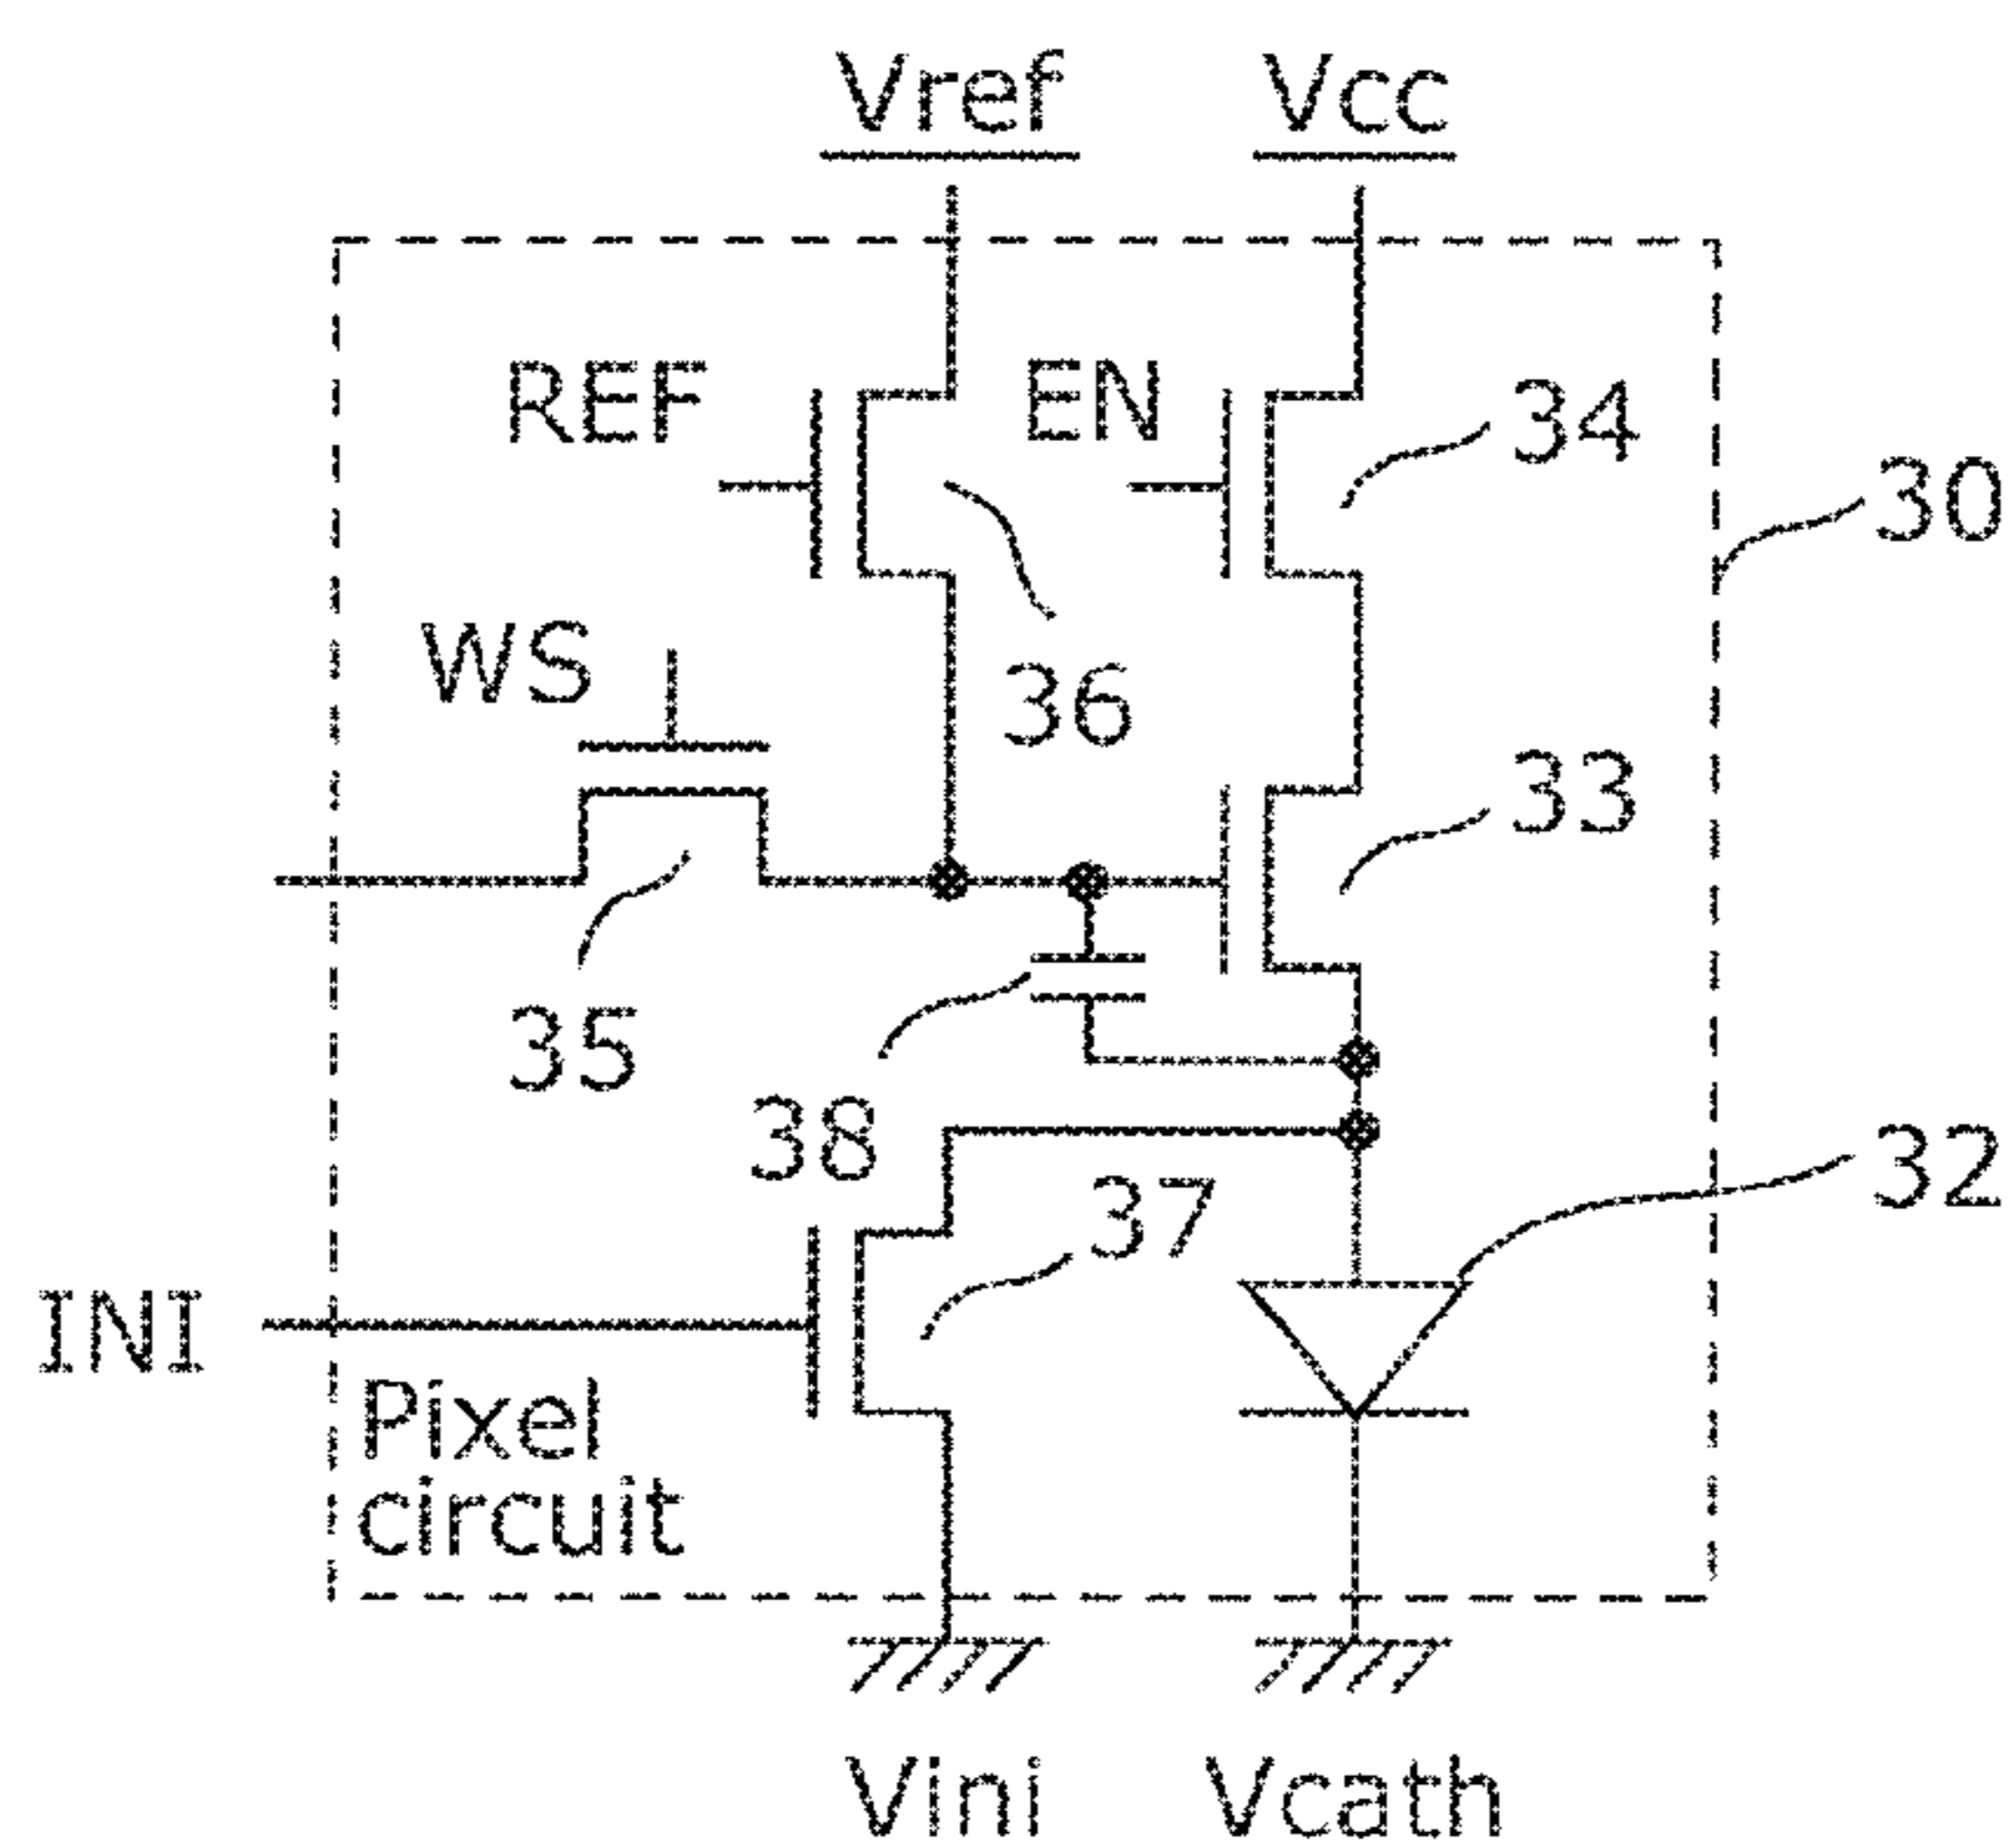 Vref Vcc
REF EN 34
30
WS 36
33
35
38 37 32
INI
Pixel
circuit
Vini Vcath